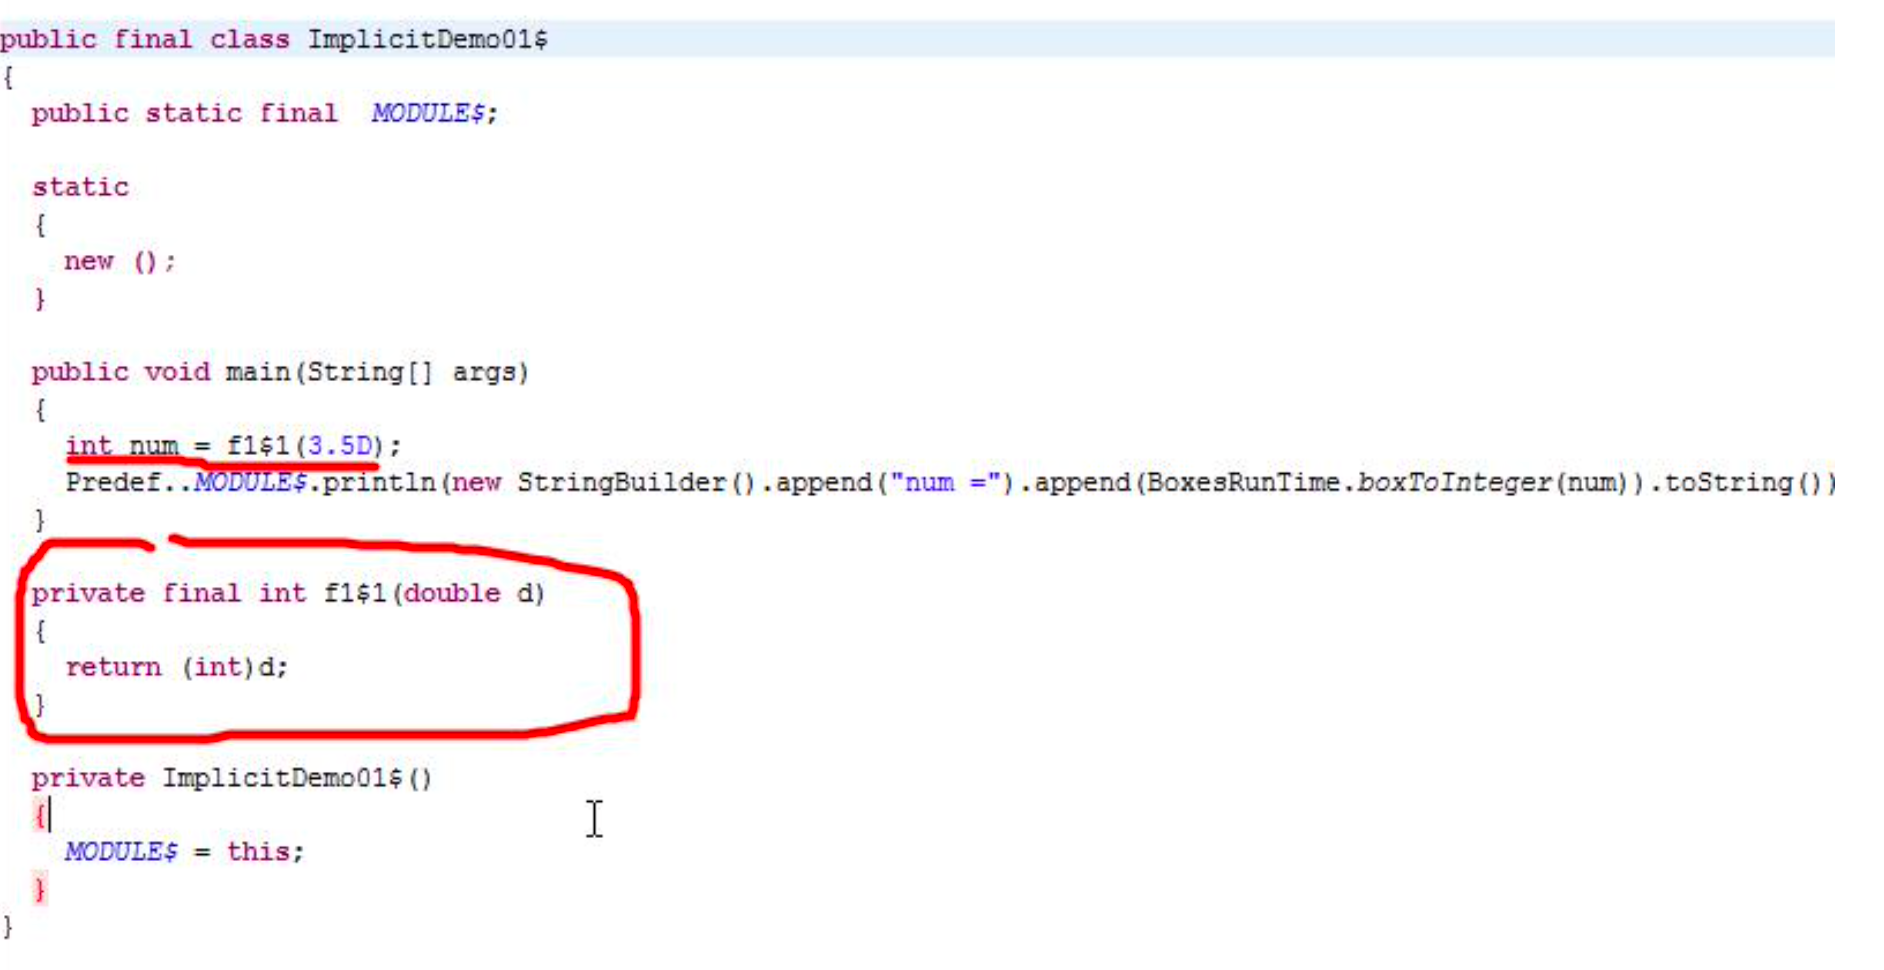 public final class ImplicitDemo01$
{
public static final MODULE$;
static
{
new ();
}
public void main(String[] args)
{
int num = f1$1(3.5D);
Predef..MODULE$.println(new StringBuilder().append("num =").append(BoxesRunTime.boxToInteger(num)).toString())
}
private final int f1$1(double d)
{
return (int)d;
}
private ImplicitDemo01$()
{
MODULE$ = this;
}
}